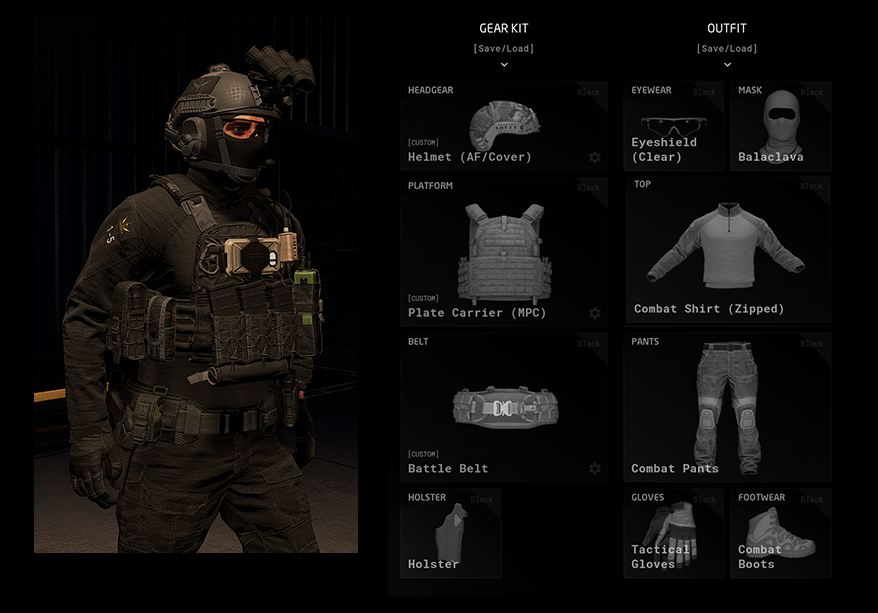 GEAR KIT
[Save/Load]
OUTFIT
[Save/Load]
HEADGEAR
Black
[CUSTOM]
Helmet (AF/Cover)
EYEWEAR
Black
Eyeshield
(Clear)
MASK
Black
Balaclava
PLATFORM
Black
[CUSTOM]
Plate Carrier (MPC)
TOP
Black
Combat Shirt (Zipped)
BELT
Black
[CUSTOM]
Battle Belt
PANTS
Black
Combat Pants
HOLSTER
Black
Holster
GLOVES
Black
Tactical
Gloves
FOOTWEAR
Black
Combat
Boots
1-5